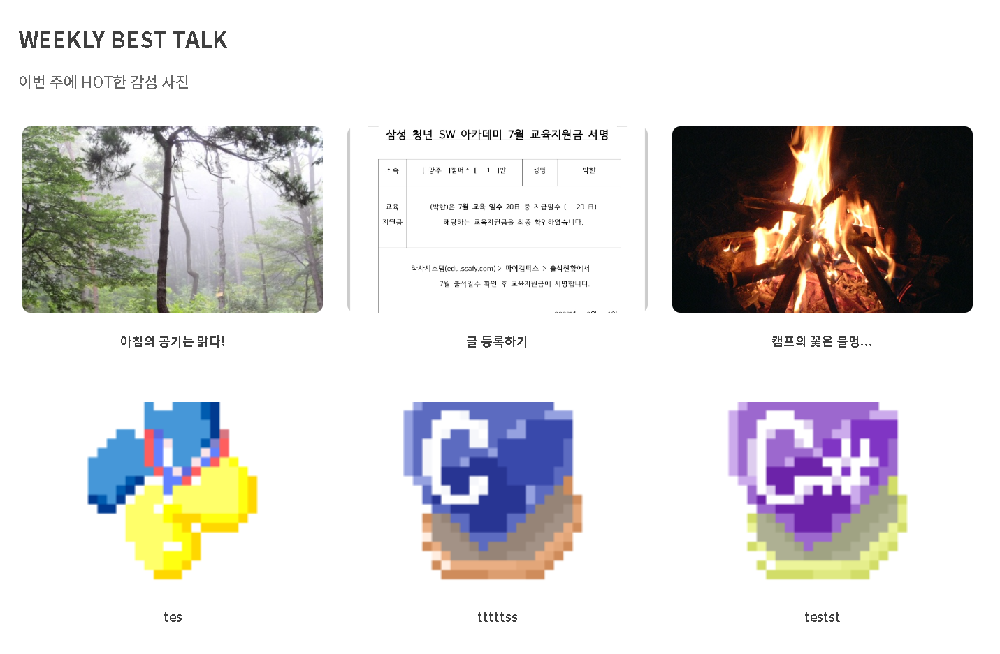 WEEKLY BEST TALK
이번 주에 HOT한 감성 사진
삼성 청년 SW 아카데미 7월 교육지원금 서명
소속 [ 광주 ]캠퍼스 [ 1 ]반 성명 박한
교육
지원금
(박한)은 7월 교육 일수 20日 중 지급일수 ( 20 日)
해당하는 교육지원금을 최종 확인하였습니다.
학사시스템(edu.ssafy.com) > 마이캠퍼스 > 출석현황에서
7월 출석일수 확인 후 교육지원금에 서명합니다.
아침의 공기는 맑다!
글 등록하기
캠프의 꽃은 불멍...
C
C#
tes
tttttss
testst